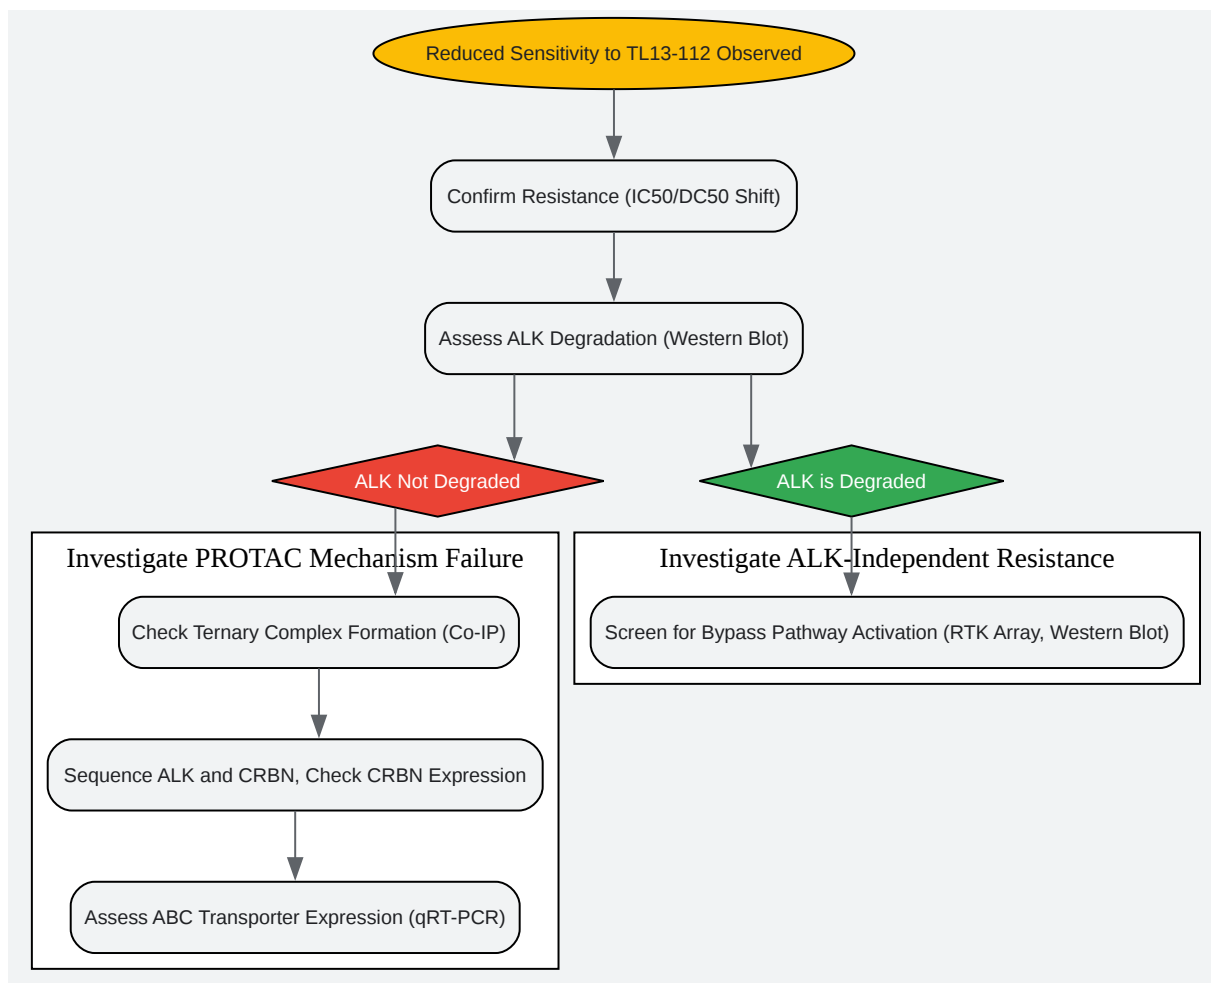 Reduced Sensitivity to TL13-112 Observed
Confirm Resistance (IC50/DC50 Shift)
Assess ALK Degradation (Western Blot)
ALK Not Degraded
ALK is Degraded
Investigate PROTAC Mechanism Failure
Check Ternary Complex Formation (Co-IP)
Sequence ALK and CRBN, Check CRBN Expression
Assess ABC Transporter Expression (qRT-PCR)
Investigate ALK-Independent Resistance
Screen for Bypass Pathway Activation (RTK Array, Western Blot)